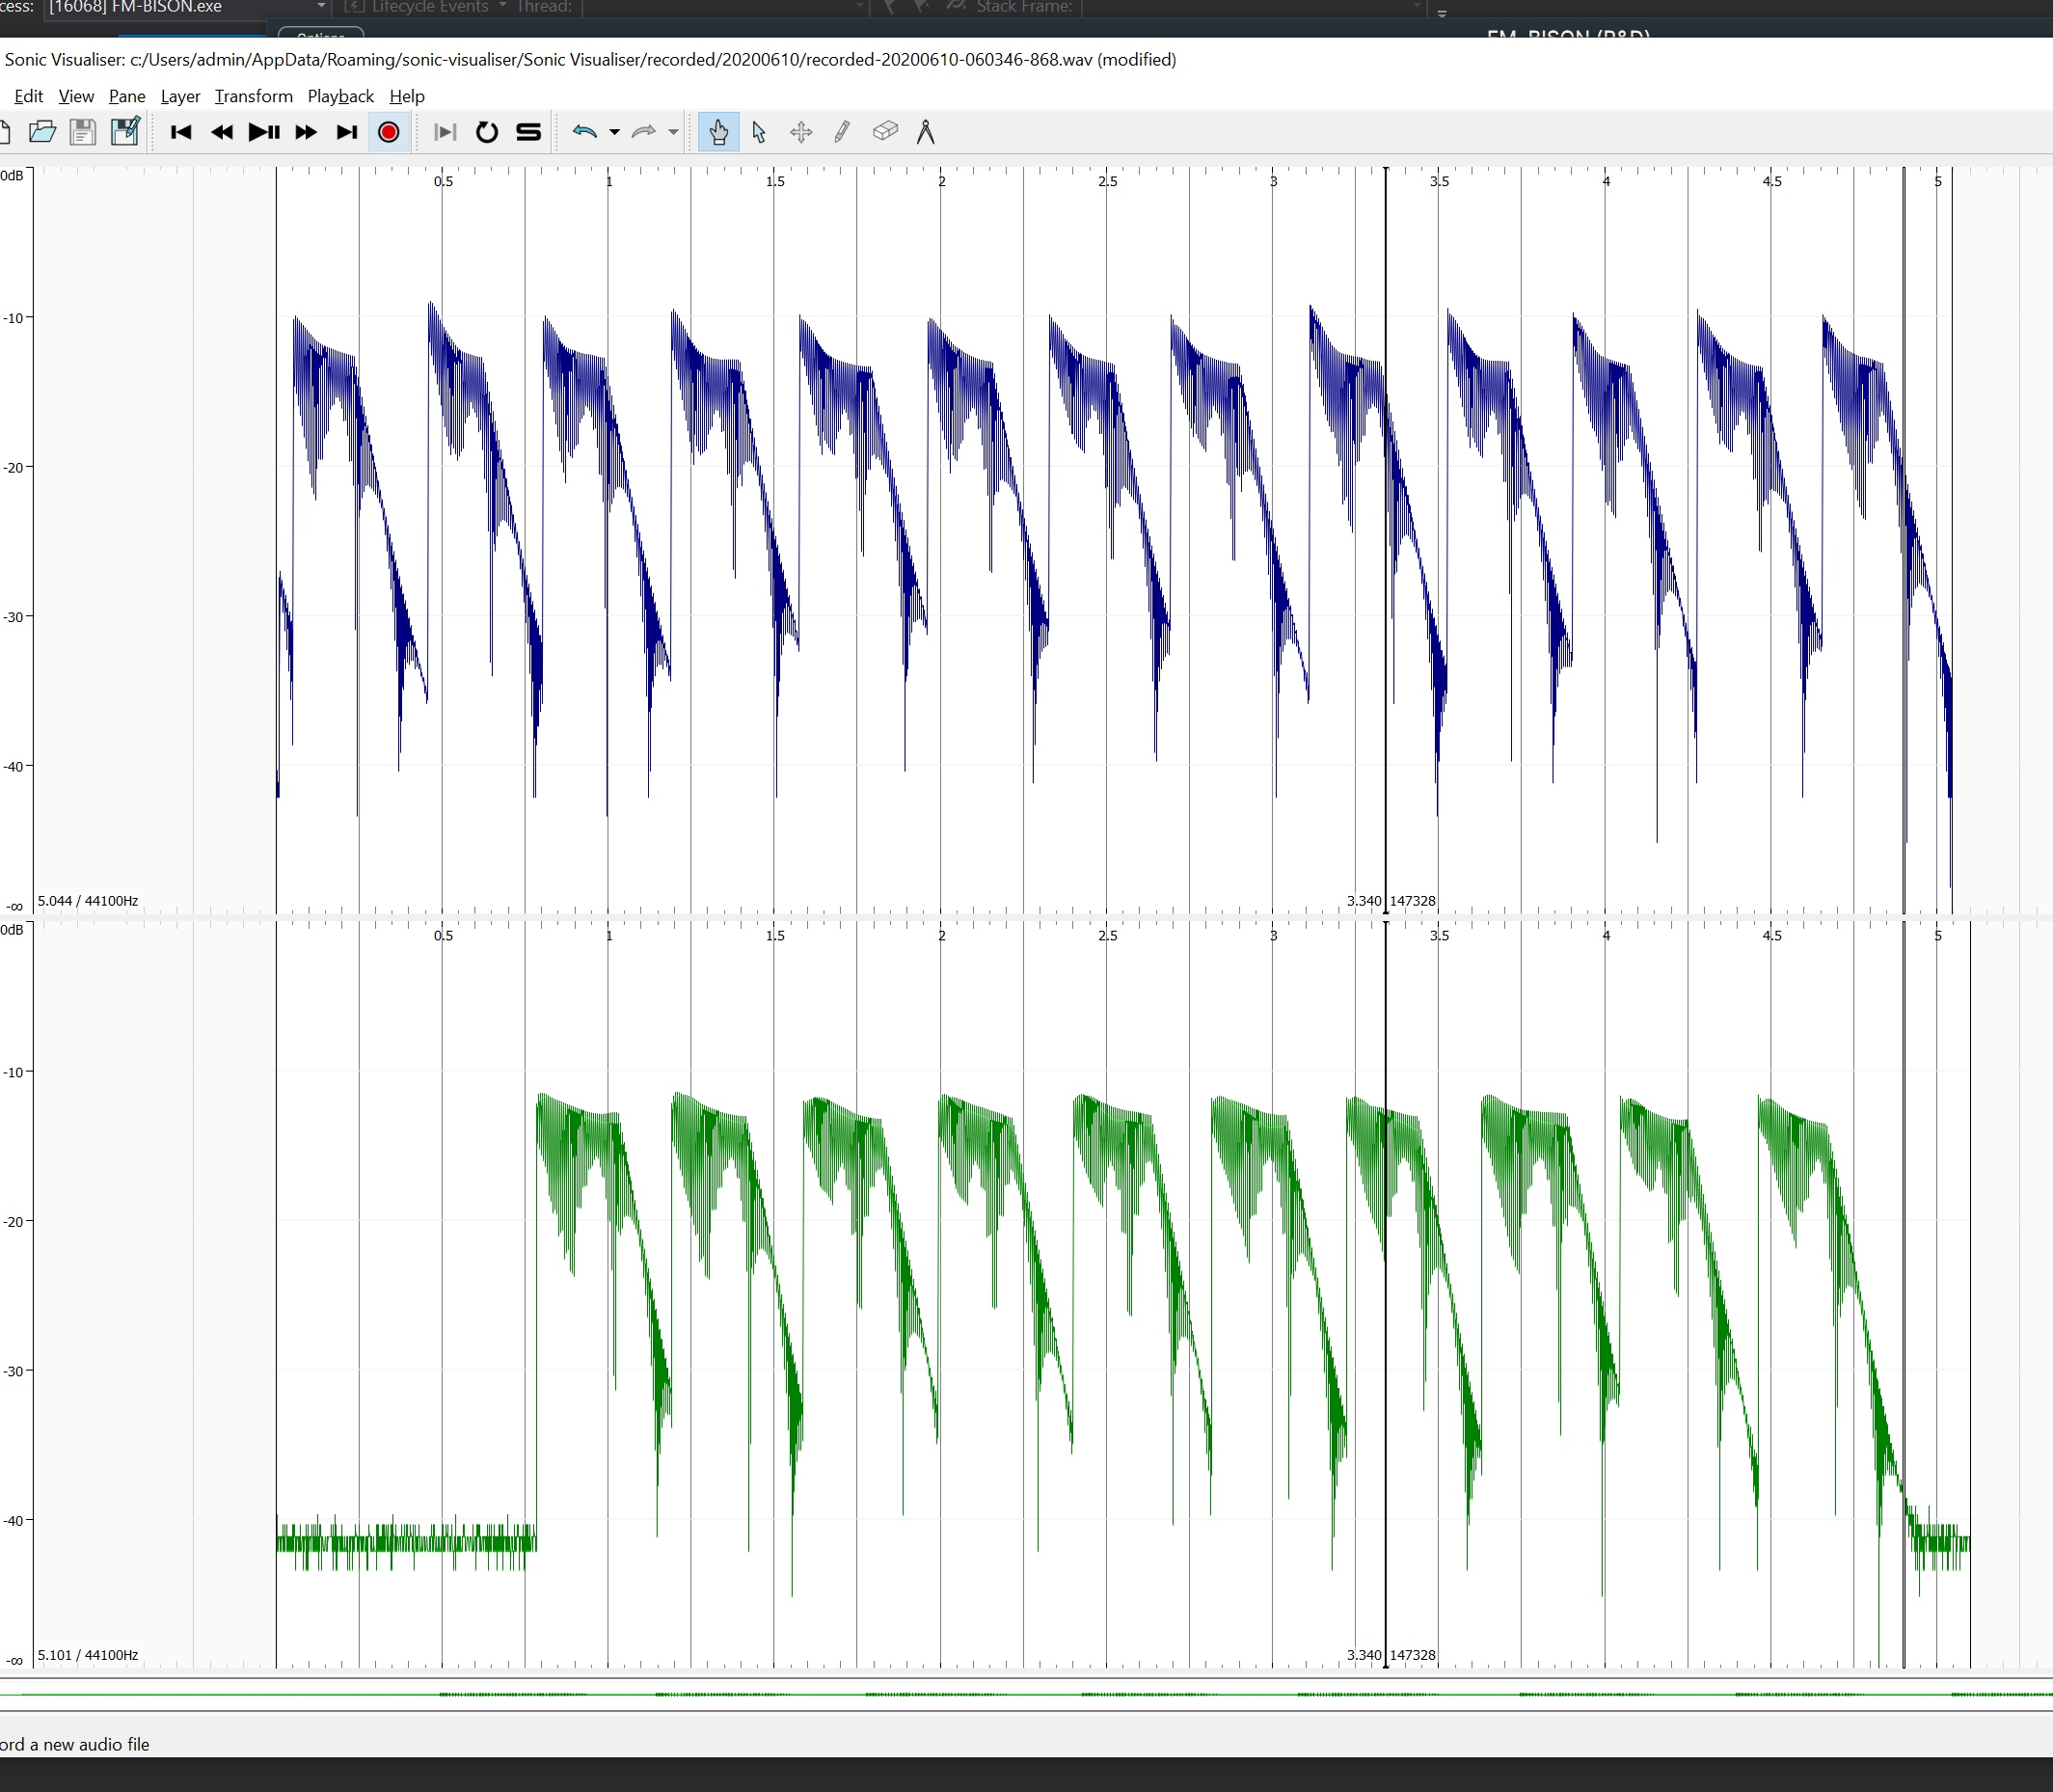 cess: [16068] FM-BISON.exe Lifecycle Events Thread: Stack Frame:
Options FM-BISON (R&D)
Sonic Visualiser: c:/Users/admin/AppData/Roaming/sonic-visualiser/Sonic Visualiser/recorded/20200610/recorded-20200610-060346-868.wav (modified)
Edit View Pane Layer Transform Playback Help
0dB 0.5 1 1.5 2 2.5 3 3.5 4 4.5 5
-10
-20
-30
-40
-∞ 5.044 / 44100Hz 3.340 147328
0dB 0.5 1 1.5 2 2.5 3 3.5 4 4.5 5
-10
-20
-30
-40
-∞ 5.101 / 44100Hz 3.340 147328
ord a new audio file